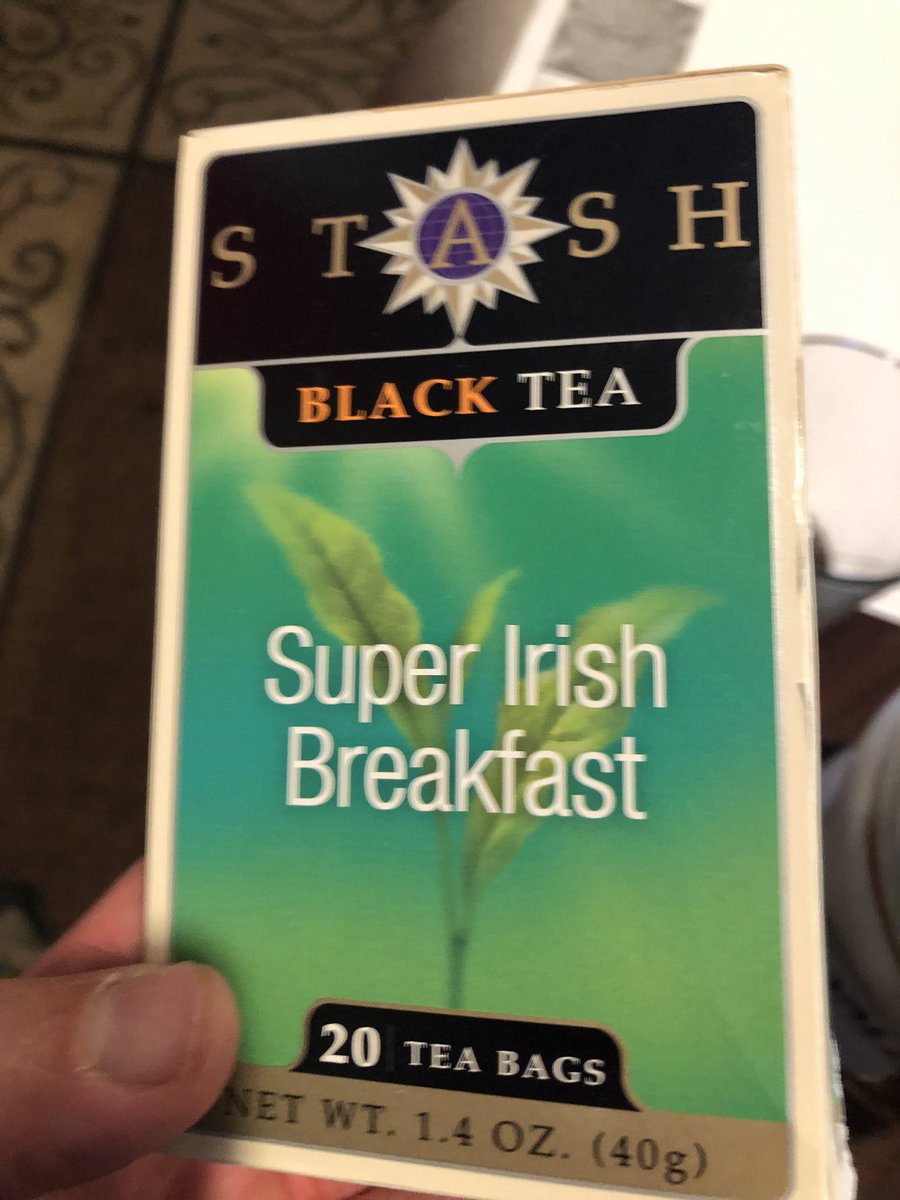 STASH
BLACK TEA
Super Irish
Breakfast
20 TEA BAGS
NET WT. 1.4 OZ. (40g)